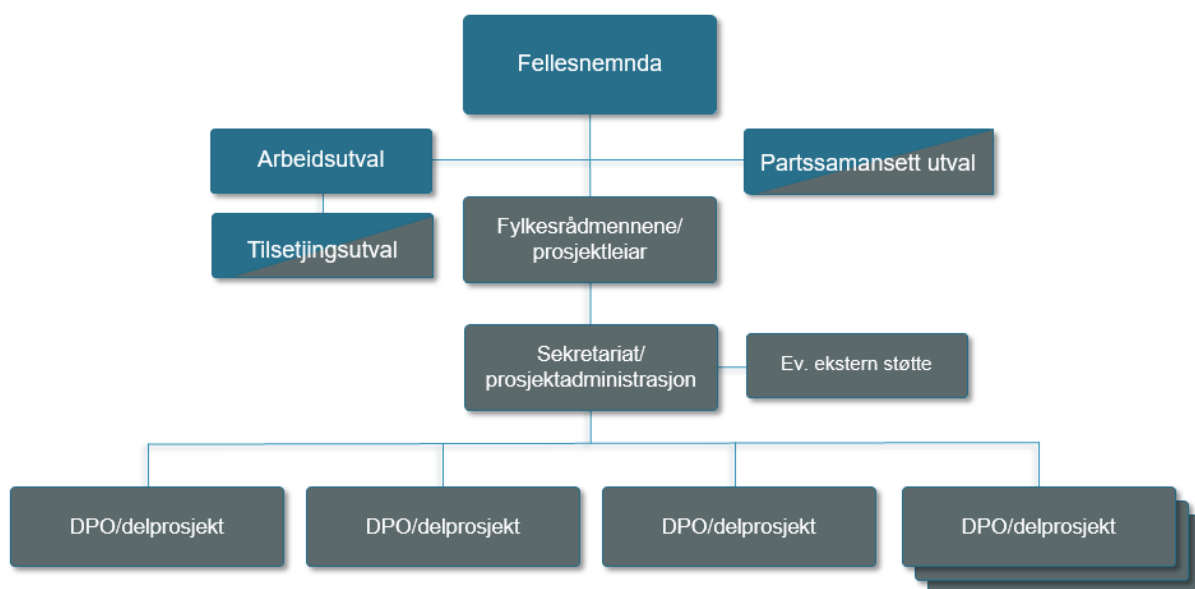 Fellesnemnda
Arbeidsutval
Partssamansett utval
Tilsetjingsutval
Fylkesrådmennene/
prosjektleiar
Sekretariat/
prosjektadministrasjon
Ev. ekstern støtte
DPO/delprosjekt
DPO/delprosjekt
DPO/delprosjekt
DPO/delprosjekt